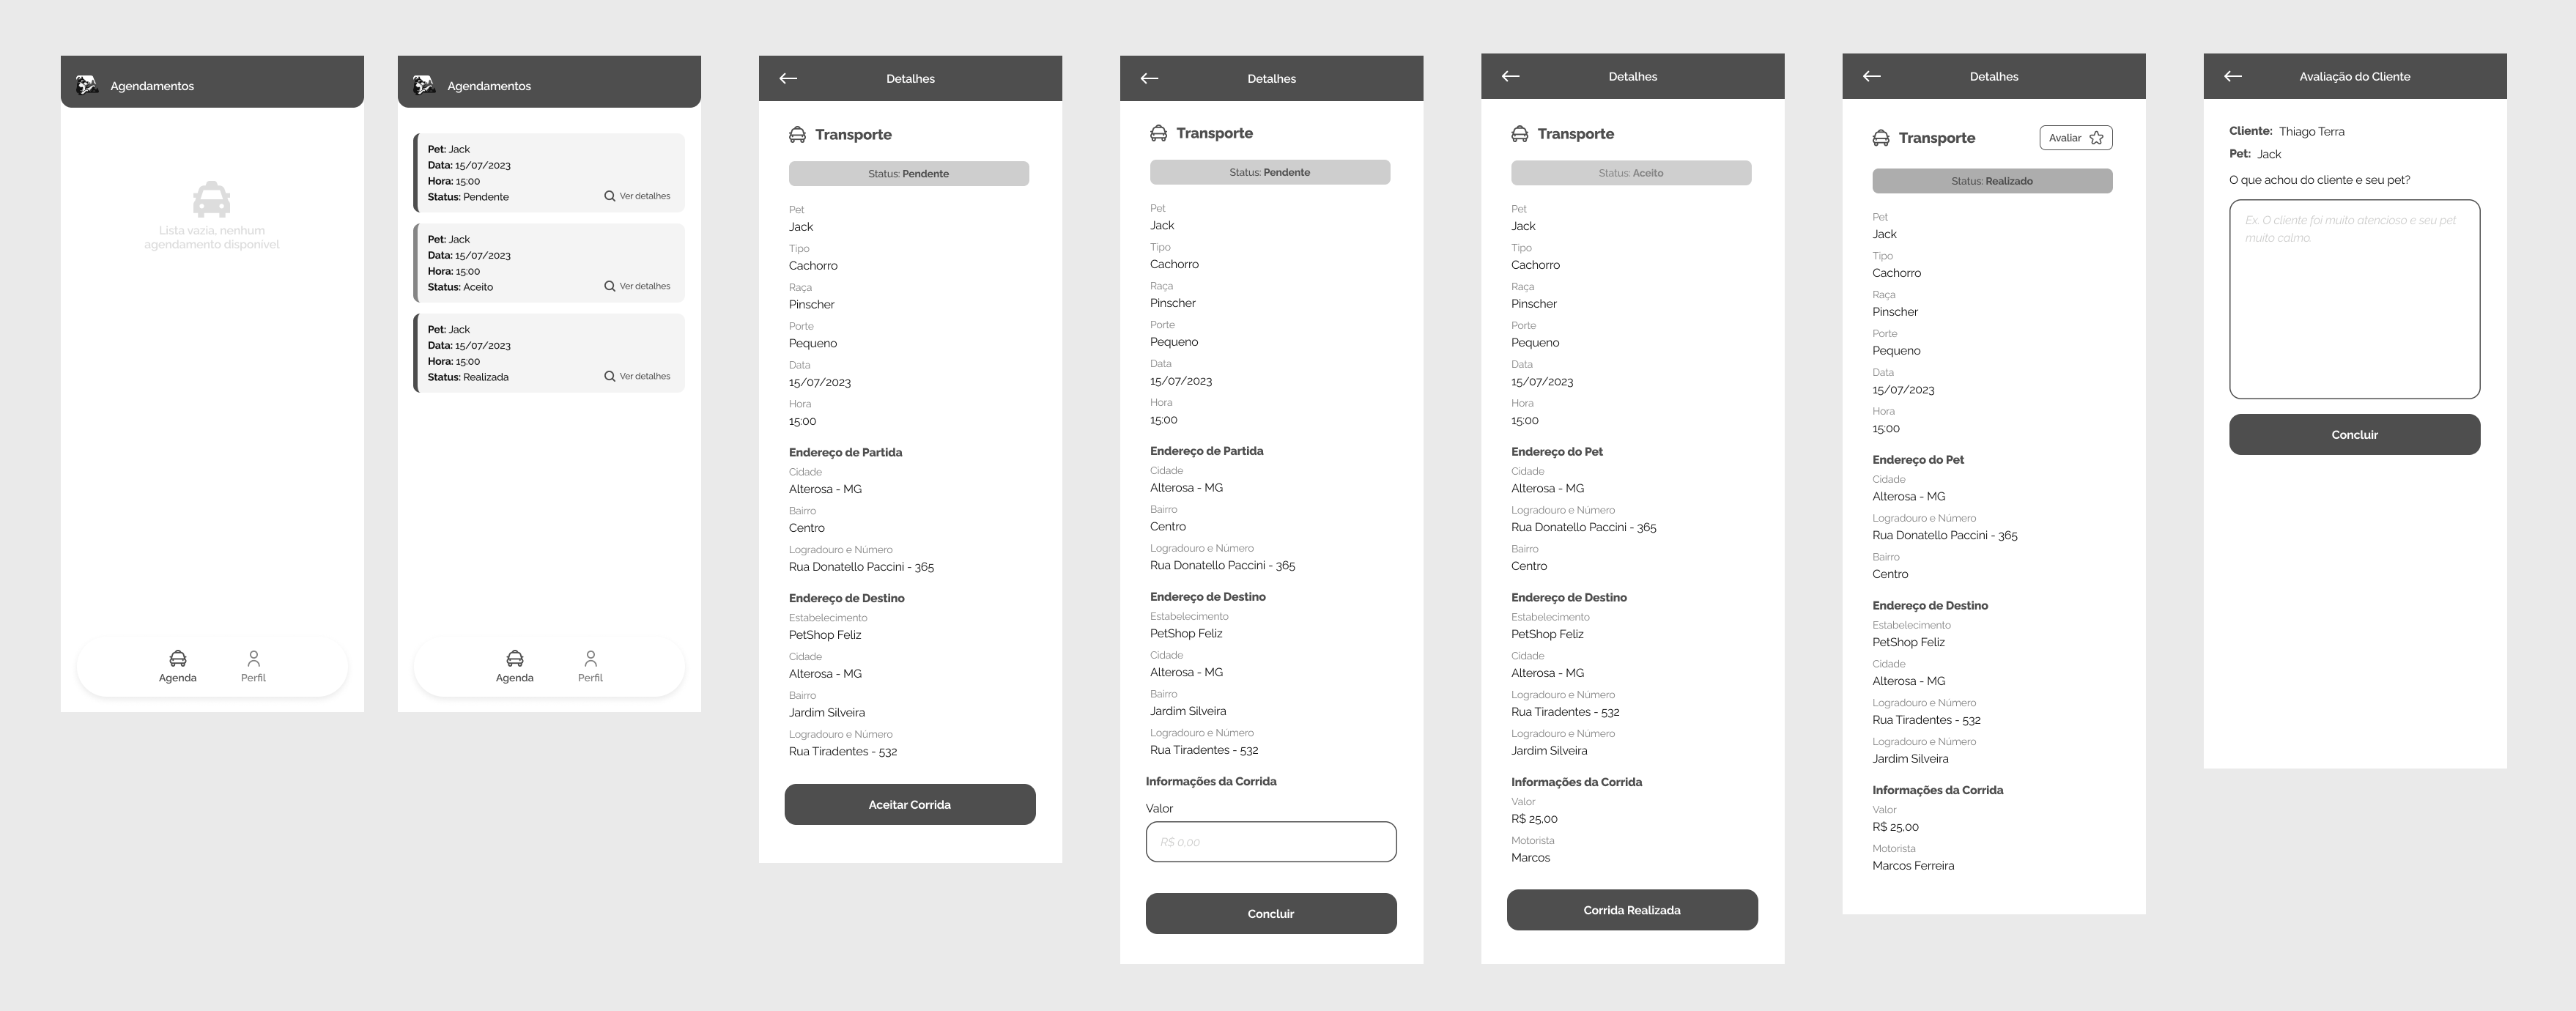 Agendamentos
Lista vazia, nenhum
agendamento disponível
Agenda
Perfil
Agendamentos
Pet: Jack
Data: 15/07/2023
Hora: 15:00
Status: Pendente
Ver detalhes
Pet: Jack
Data: 15/07/2023
Hora: 15:00
Status: Aceito
Ver detalhes
Pet: Jack
Data: 15/07/2023
Hora: 15:00
Status: Realizada
Ver detalhes
Agenda
Perfil
Detalhes
Transporte
Status: Pendente
Pet
Jack
Tipo
Cachorro
Raça
Pinscher
Porte
Pequeno
Data
15/07/2023
Hora
15:00
Endereço de Partida
Cidade
Alterosa - MG
Bairro
Centro
Logradouro e Número
Rua Donatello Paccini - 365
Endereço de Destino
Estabelecimento
PetShop Feliz
Cidade
Alterosa - MG
Bairro
Jardim Silveira
Logradouro e Número
Rua Tiradentes - 532
Aceitar Corrida
Detalhes
Transporte
Status: Pendente
Pet
Jack
Tipo
Cachorro
Raça
Pinscher
Porte
Pequeno
Data
15/07/2023
Hora
15:00
Endereço de Partida
Cidade
Alterosa - MG
Bairro
Centro
Logradouro e Número
Rua Donatello Paccini - 365
Endereço de Destino
Estabelecimento
PetShop Feliz
Cidade
Alterosa - MG
Bairro
Jardim Silveira
Logradouro e Número
Rua Tiradentes - 532
Informações da Corrida
Valor
R$ 0,00
Concluir
Detalhes
Transporte
Status: Aceito
Pet
Jack
Tipo
Cachorro
Raça
Pinscher
Porte
Pequeno
Data
15/07/2023
Hora
15:00
Endereço do Pet
Cidade
Alterosa - MG
Logradouro e Número
Rua Donatello Paccini - 365
Bairro
Centro
Endereço de Destino
Estabelecimento
PetShop Feliz
Cidade
Alterosa - MG
Logradouro e Número
Rua Tiradentes - 532
Logradouro e Número
Jardim Silveira
Informações da Corrida
Valor
R$ 25,00
Motorista
Marcos
Corrida Realizada
Detalhes
Transporte
Avaliar
Status: Realizado
Pet
Jack
Tipo
Cachorro
Raça
Pinscher
Porte
Pequeno
Data
15/07/2023
Hora
15:00
Endereço do Pet
Cidade
Alterosa - MG
Logradouro e Número
Rua Donatello Paccini - 365
Bairro
Centro
Endereço de Destino
Estabelecimento
PetShop Feliz
Cidade
Alterosa - MG
Logradouro e Número
Rua Tiradentes - 532
Logradouro e Número
Jardim Silveira
Informações da Corrida
Valor
R$ 25,00
Motorista
Marcos Ferreira
Avaliação do Cliente
Cliente: Thiago Terra
Pet: Jack
O que achou do cliente e seu pet?
Ex. O cliente foi muito atencioso e seu pet
muito calmo.
Concluir